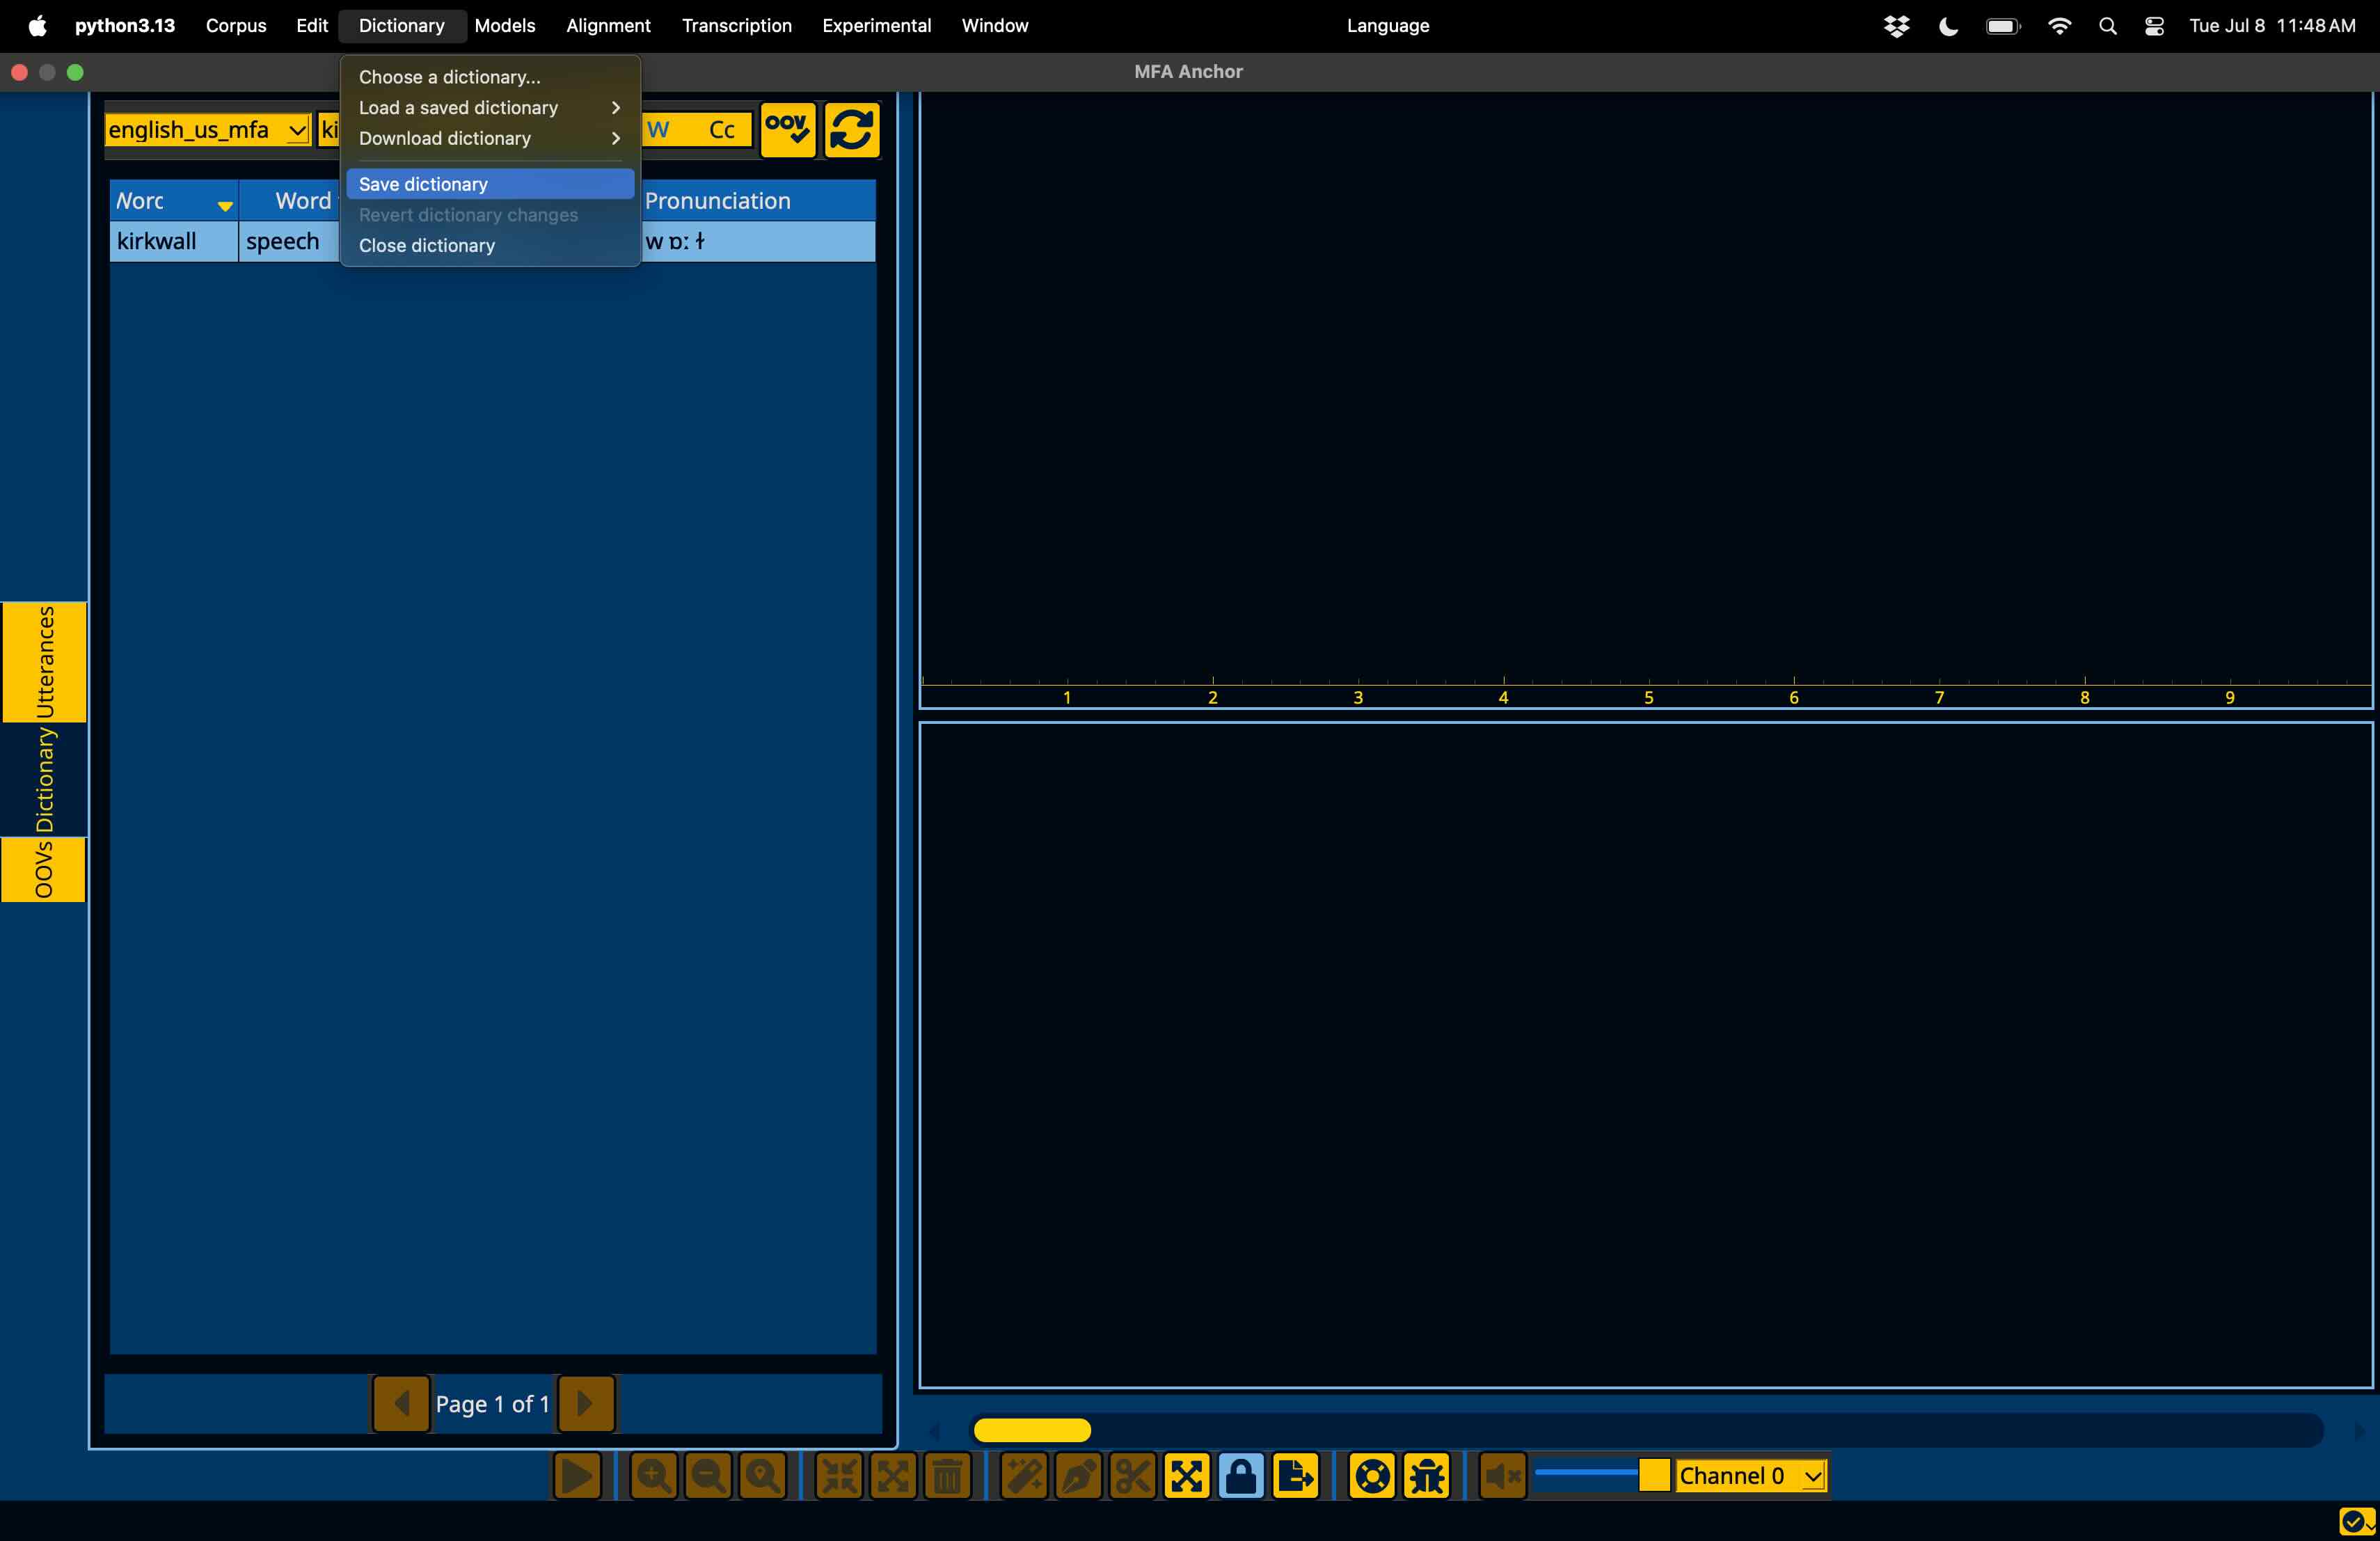 python3.13 Corpus Edit Dictionary Models Alignment Transcription Experimental Window Language Tue Jul 8 11:48 AM
MFA Anchor
Choose a dictionary...
Load a saved dictionary
Download dictionary
Save dictionary
Revert dictionary changes
Close dictionary
english_us_mfa ki W Cc OOV
Word Pronunciation
kirkwall speech w ɒː ɫ
Utterances
Dictionary
OOVs
1 2 3 4 5 6 7 8 9
Page 1 of 1
Channel 0